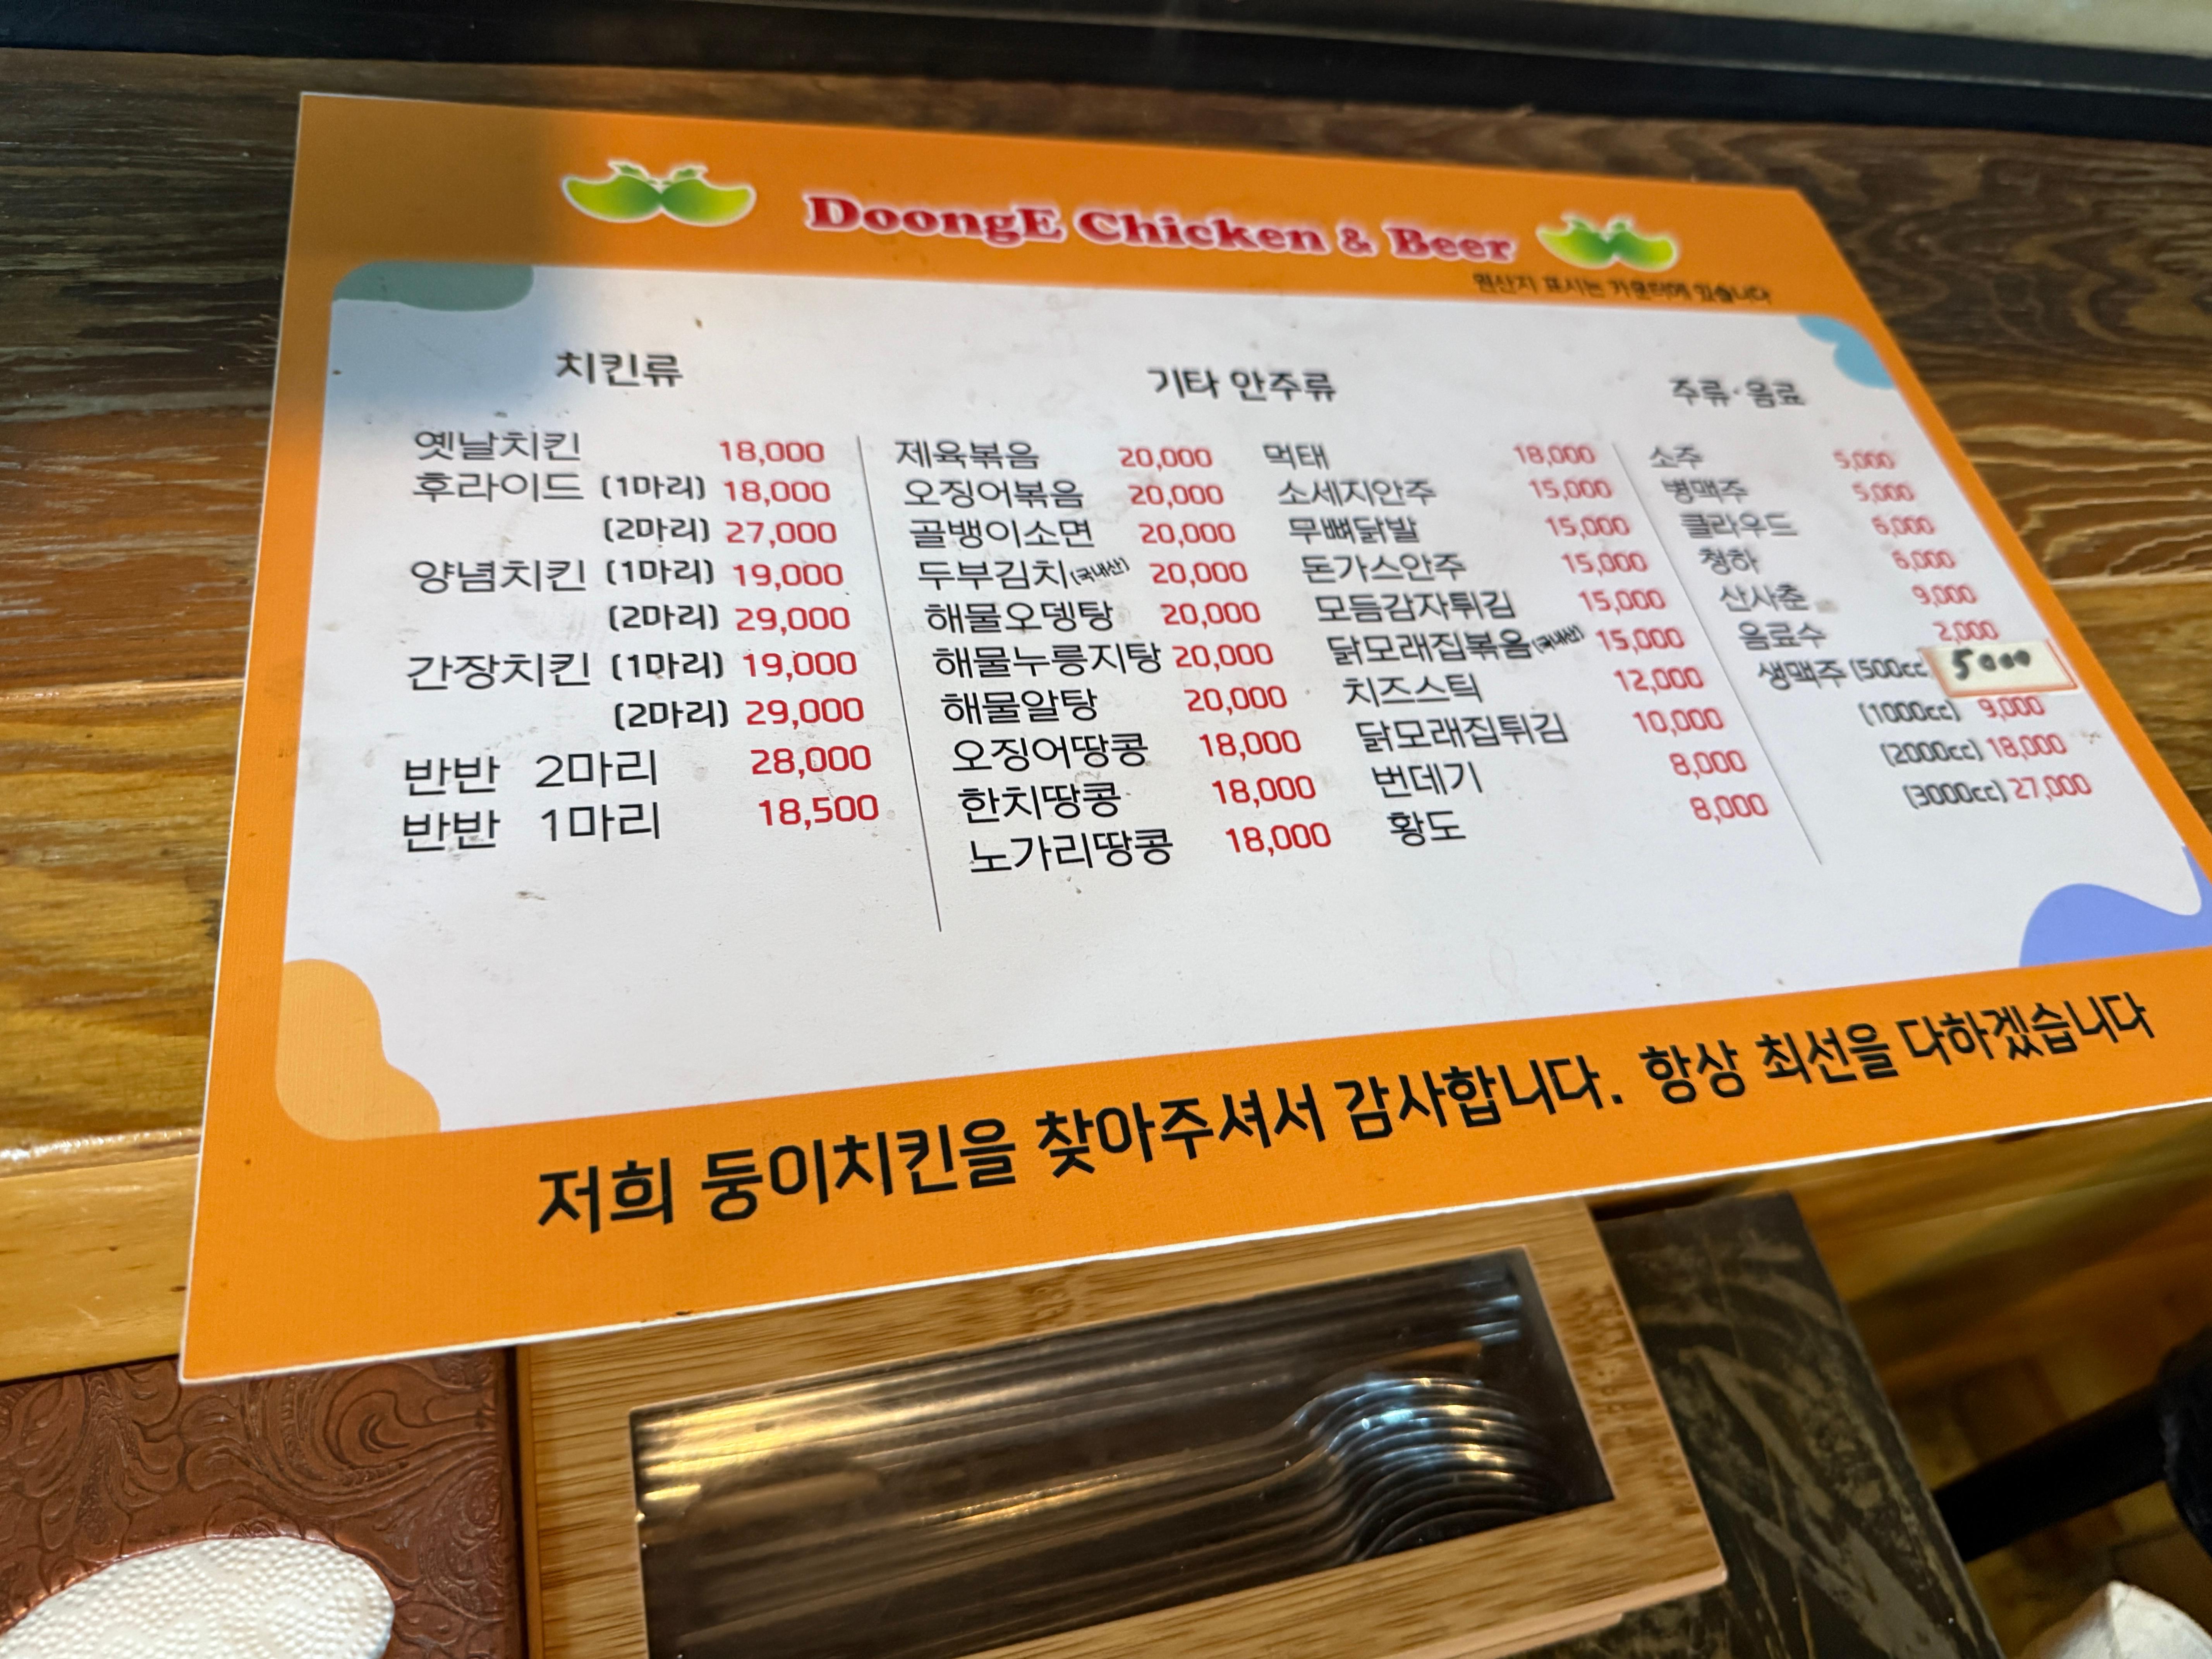 DoongE Chicken & Beer
원산지 표시는 카운터에 있습니다
치킨류
옛날치킨 18,000
후라이드 (1마리) 18,000
(2마리) 27,000
양념치킨 (1마리) 19,000
(2마리) 29,000
간장치킨 (1마리) 19,000
(2마리) 29,000
반반 2마리 28,000
반반 1마리 18,500
기타 안주류
제육볶음 20,000
오징어볶음 20,000
골뱅이소면 20,000
두부김치(국내산) 20,000
해물오뎅탕 20,000
해물누룽지탕 20,000
해물알탕 20,000
오징어땅콩 18,000
한치땅콩 18,000
노가리땅콩 18,000
먹태 18,000
소세지안주 15,000
무뼈닭발 15,000
돈가스안주 15,000
모듬감자튀김 15,000
닭모래집볶음(국내산) 15,000
치즈스틱 12,000
닭모래집튀김 10,000
번데기 8,000
황도 8,000
주류·음료
소주 5,000
병맥주 5,000
클라우드 6,000
청하 6,000
산사춘 9,000
음료수 2,000
생맥주 (500cc) 5000
(1000cc) 9,000
(2000cc) 18,000
(3000cc) 27,000
저희 둥이치킨을 찾아주셔서 감사합니다. 항상 최선을 다하겠습니다